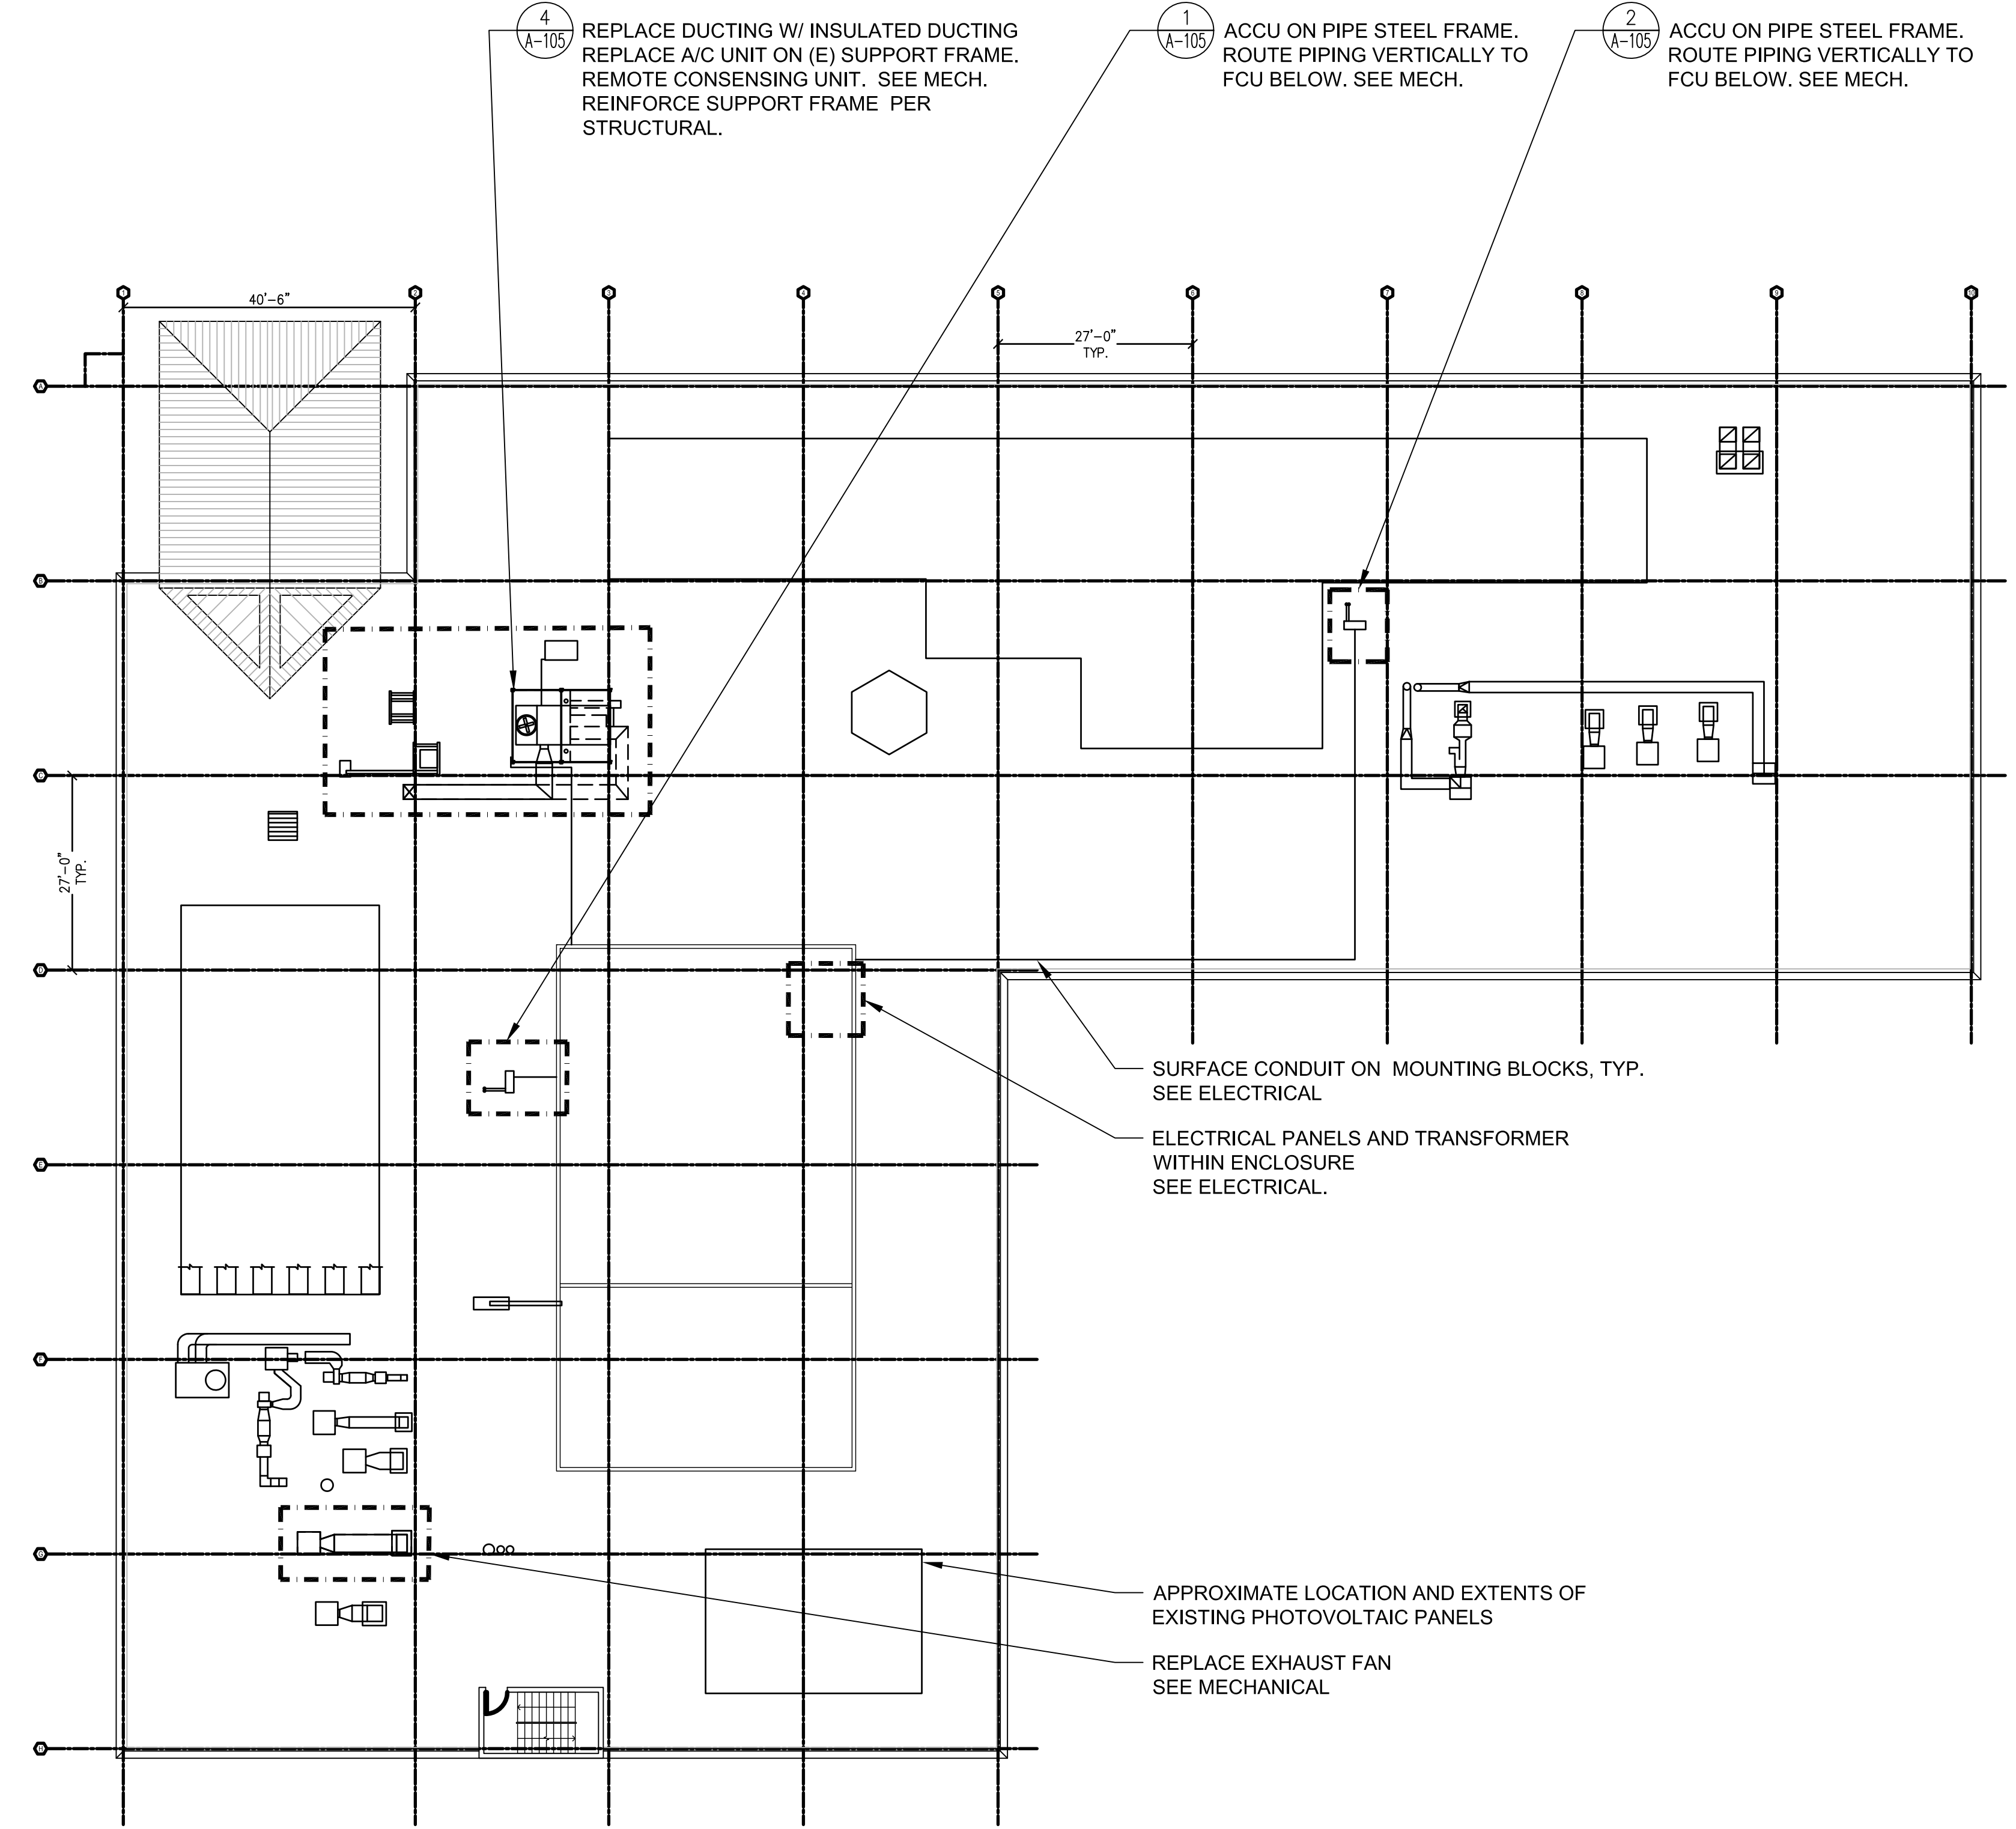 4
A-105
REPLACE DUCTING W/ INSULATED DUCTING
REPLACE A/C UNIT ON (E) SUPPORT FRAME.
REMOTE CONSENSING UNIT. SEE MECH.
REINFORCE SUPPORT FRAME PER
STRUCTURAL.
1
A-105
ACCU ON PIPE STEEL FRAME.
ROUTE PIPING VERTICALLY TO
FCU BELOW. SEE MECH.
2
A-105
ACCU ON PIPE STEEL FRAME.
ROUTE PIPING VERTICALLY TO
FCU BELOW. SEE MECH.
40'-6"
27'-0"
TYP.
27'-0"
TYP.
SURFACE CONDUIT ON MOUNTING BLOCKS, TYP.
SEE ELECTRICAL
ELECTRICAL PANELS AND TRANSFORMER
WITHIN ENCLOSURE
SEE ELECTRICAL.
APPROXIMATE LOCATION AND EXTENTS OF
EXISTING PHOTOVOLTAIC PANELS
REPLACE EXHAUST FAN
SEE MECHANICAL